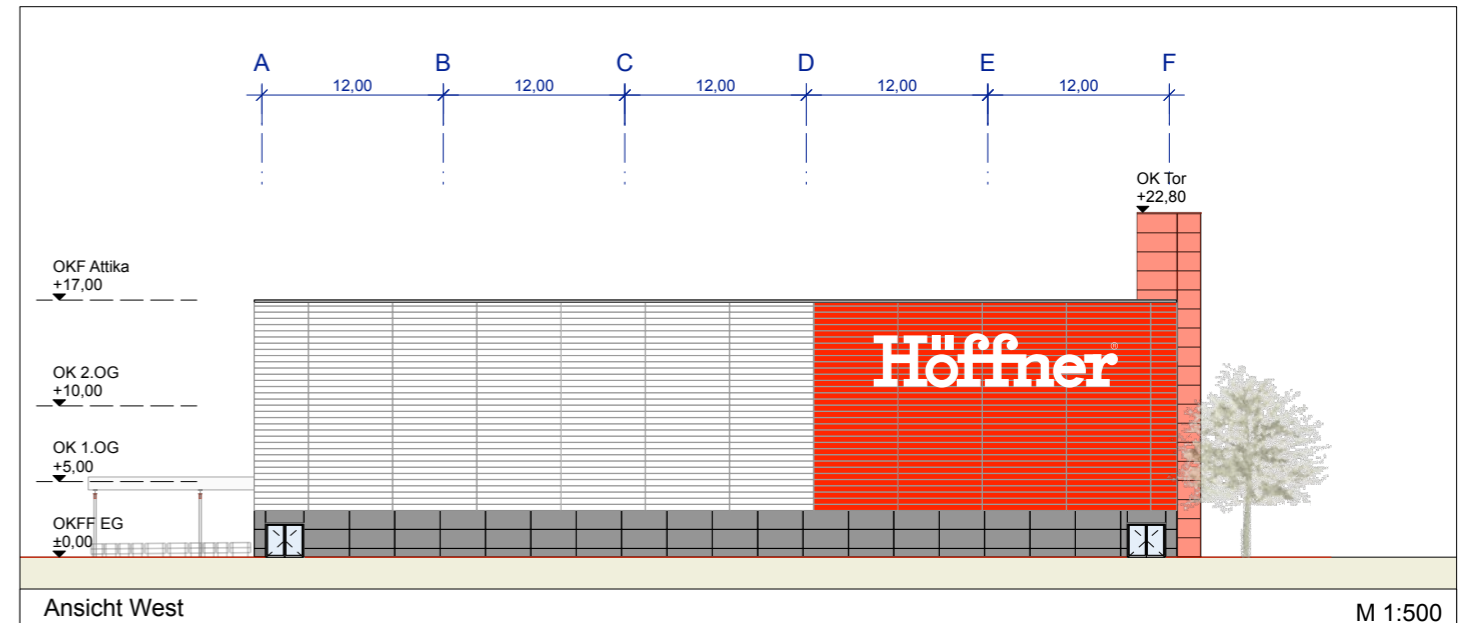 A B C D E F
12,00 12,00 12,00 12,00 12,00
OK Tor
+22,80
OKF Attika
+17,00
Höffner®
OK 2.OG
+10,00
OK 1.OG
+5,00
OKFF EG
±0,00
Ansicht West
M 1:500